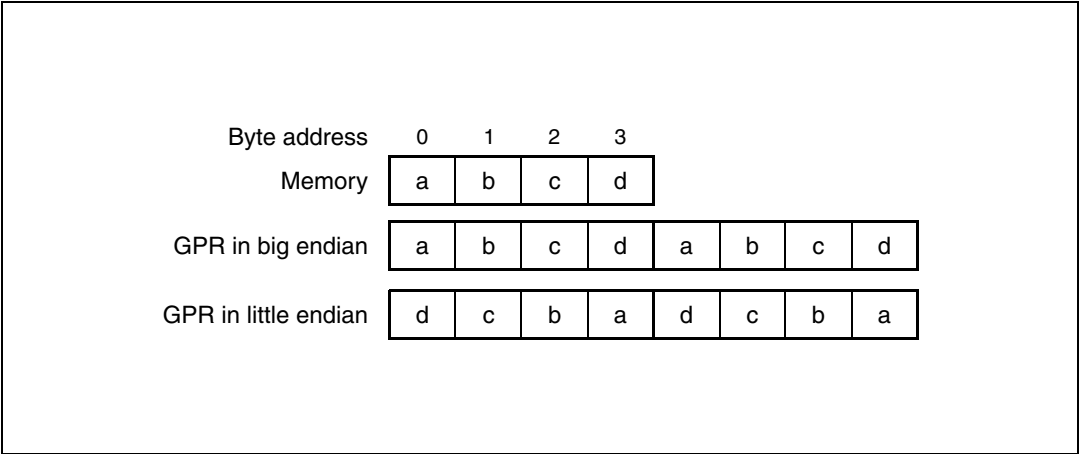 Byte address 0 1 2 3
Memory a b c d
GPR in big endian a b c d a b c d
GPR in little endian d c b a d c b a